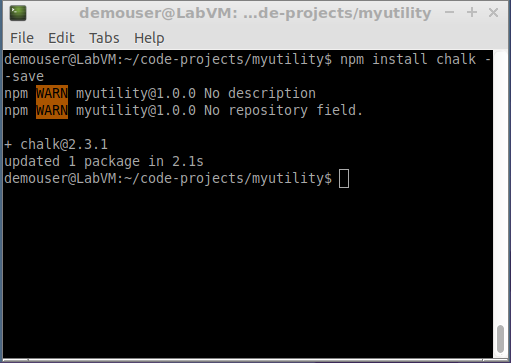 demouser@LabVM: ...de-projects/myutility
File Edit Tabs Help
demouser@LabVM:~/code-projects/myutility$ npm install chalk -
-save
npm WARN myutility@1.0.0 No description
npm WARN myutility@1.0.0 No repository field.
+ chalk@2.3.1
updated 1 package in 2.1s
demouser@LabVM:~/code-projects/myutility$